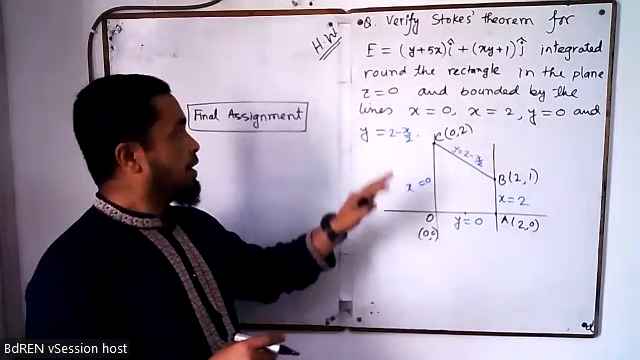 Final Assignment
H.W
Q. Verify Stokes' theorem for
F = (y+5x)î + (xy+1)ĵ integrated
round the rectangle in the plane
z=0 and bounded by the
lines x=0, x=2, y=0 and
y = 2-x/2.
C(0,2)
y=2-x/2
x=0
B(2,1)
x=2
O
y=0
A(2,0)
(0,0)
BdREN vSession host